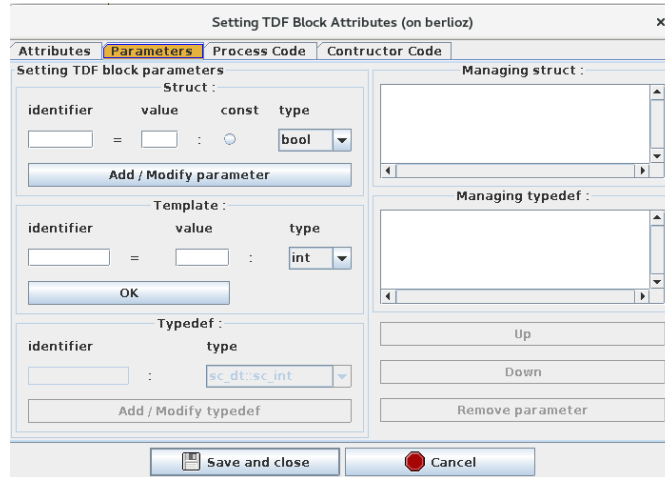 Setting TDF Block Attributes (on berlioz) ×
Attributes Parameters Process Code Contructor Code
Setting TDF block parameters
Struct :
identifier value const type
= : bool
Add / Modify parameter
Template :
identifier value type
= : int
OK
Typedef :
identifier type
: sc_dt::sc_int
Add / Modify typedef
Managing struct :
Managing typedef :
Up
Down
Remove parameter
Save and close Cancel